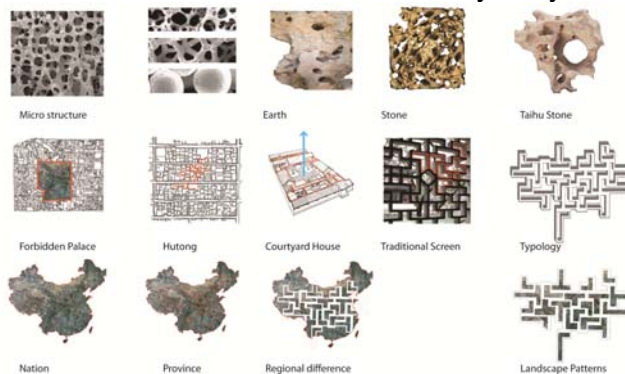 Micro structure
Earth
Stone
Taihu Stone
Forbidden Palace
Hutong
Courtyard House
Traditional Screen
Typology
Nation
Province
Regional difference
Landscape Patterns